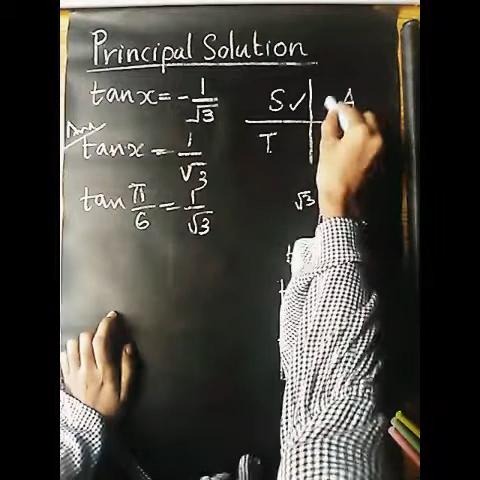 Principal Solution
tanx = -1/√3
S✓ A
tanx = 1/√3
T
tan π/6 = 1/√3
√3